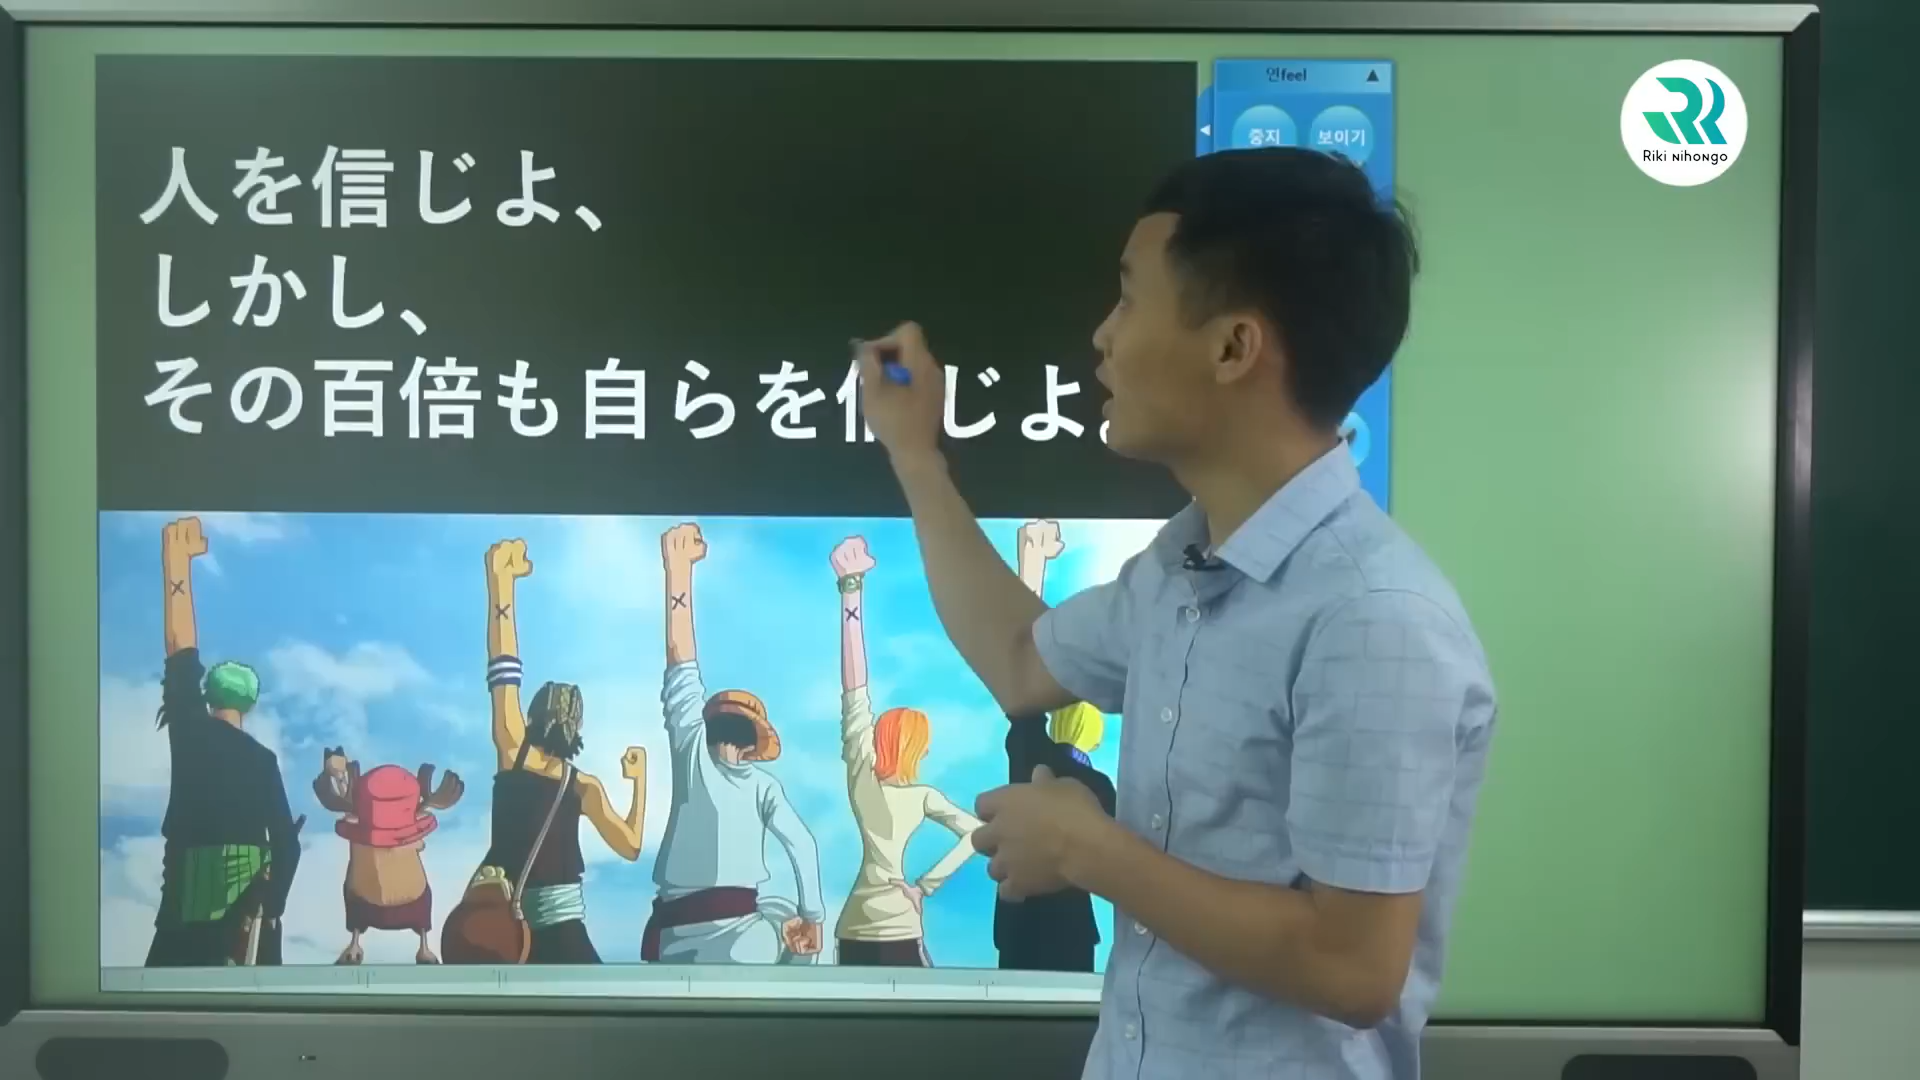 人を信じよ、
しかし、
その百倍も自らを信じよ。
인feel
중지
보이기
Riki Nihongo